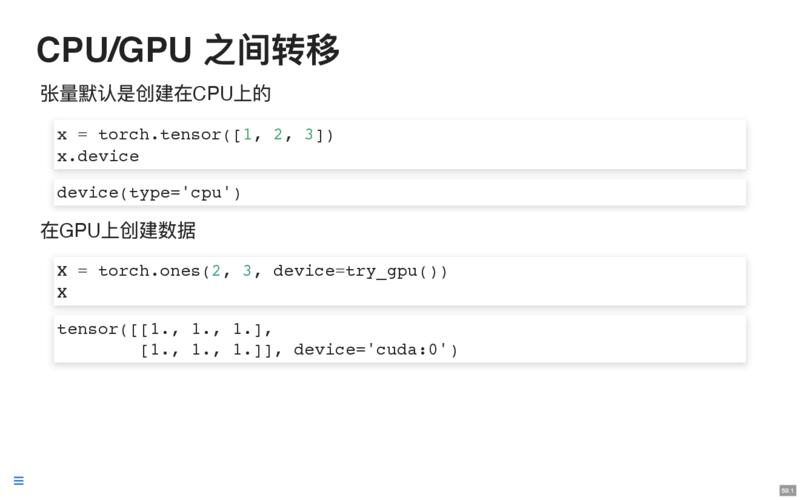 CPU/GPU 之间转移
张量默认是创建在CPU上的
x = torch.tensor([1, 2, 3])
x.device
device(type='cpu')
在GPU上创建数据
X = torch.ones(2, 3, device=try_gpu())
X
tensor([[1., 1., 1.],
        [1., 1., 1.]], device='cuda:0')
59.1